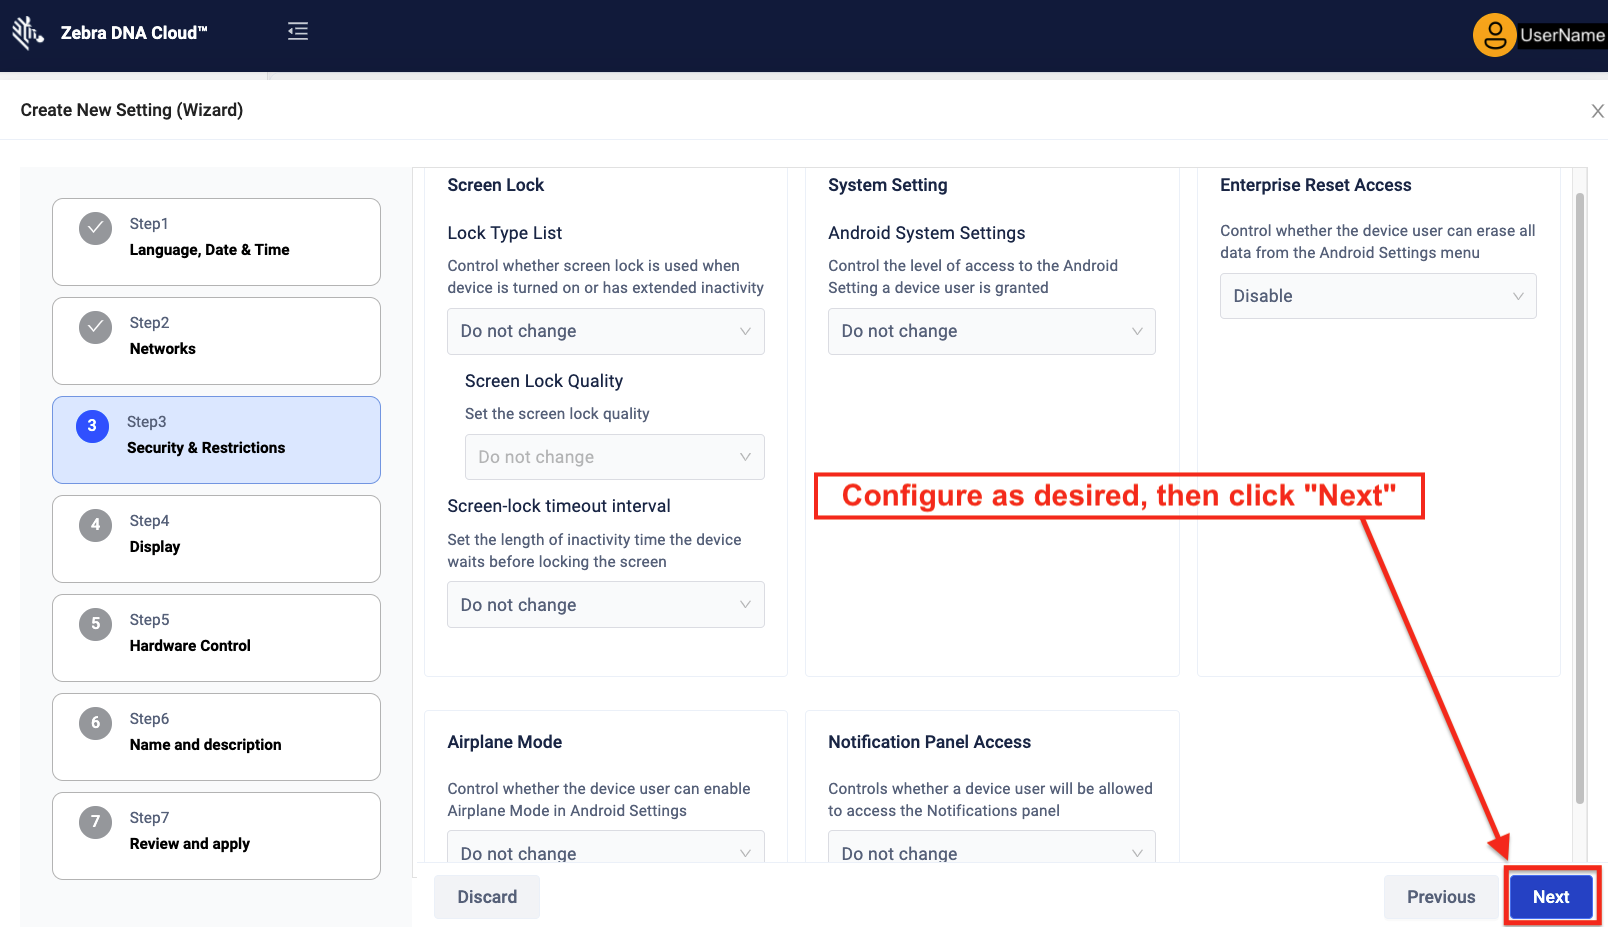 Zebra DNA Cloud™
UserName
Create New Setting (Wizard)
Step1
Language, Date & Time
Step2
Networks
3
Step3
Security & Restrictions
4
Step4
Display
5
Step5
Hardware Control
6
Step6
Name and description
7
Step7
Review and apply
Screen Lock
Lock Type List
Control whether screen lock is used when
device is turned on or has extended inactivity
Do not change
Screen Lock Quality
Set the screen lock quality
Do not change
Screen-lock timeout interval
Set the length of inactivity time the device
waits before locking the screen
Do not change
System Setting
Android System Settings
Control the level of access to the Android
Setting a device user is granted
Do not change
Enterprise Reset Access
Control whether the device user can erase all
data from the Android Settings menu
Disable
Configure as desired, then click "Next"
Airplane Mode
Control whether the device user can enable
Airplane Mode in Android Settings
Do not change
Notification Panel Access
Controls whether a device user will be allowed
to access the Notifications panel
Do not change
Discard
Previous
Next